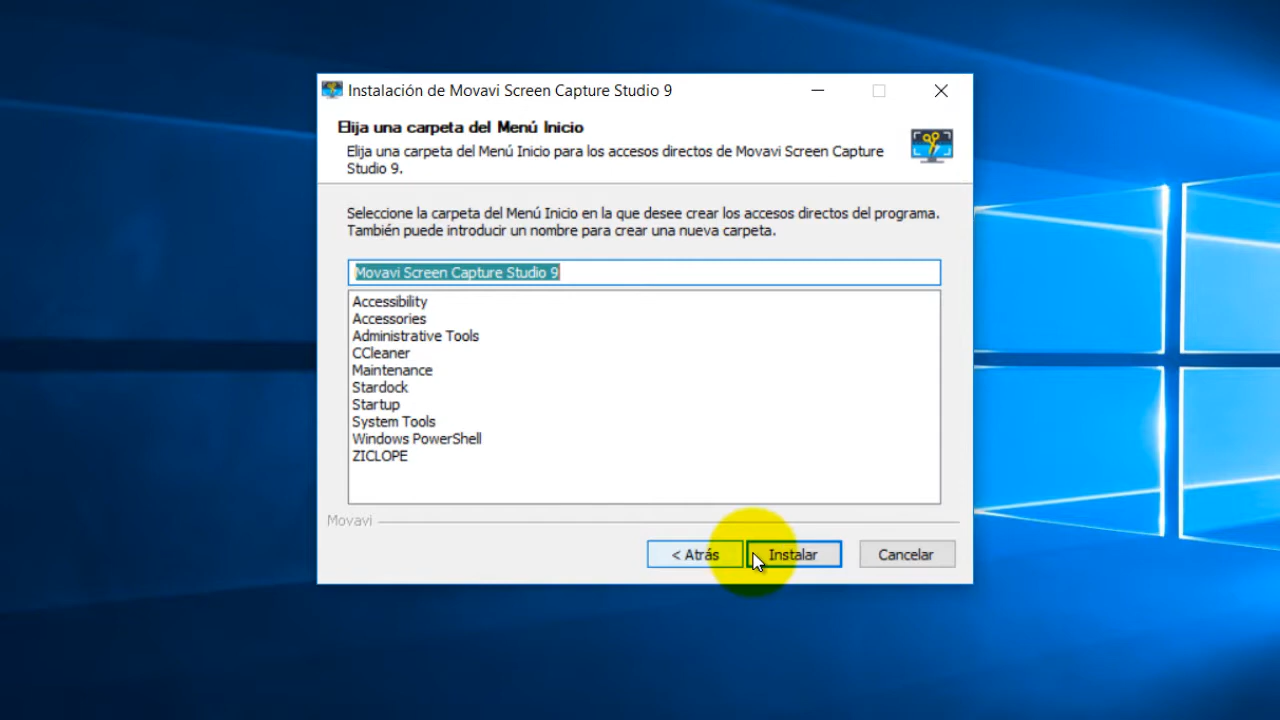 Instalación de Movavi Screen Capture Studio 9
Elija una carpeta del Menú Inicio
Elija una carpeta del Menú Inicio para los accesos directos de Movavi Screen Capture
Studio 9.
Seleccione la carpeta del Menú Inicio en la que desee crear los accesos directos del programa.
También puede introducir un nombre para crear una nueva carpeta.
Movavi Screen Capture Studio 9
Accessibility
Accessories
Administrative Tools
CCleaner
Maintenance
Stardock
Startup
System Tools
Windows PowerShell
ZICLOPE
Movavi
< Atrás Instalar Cancelar